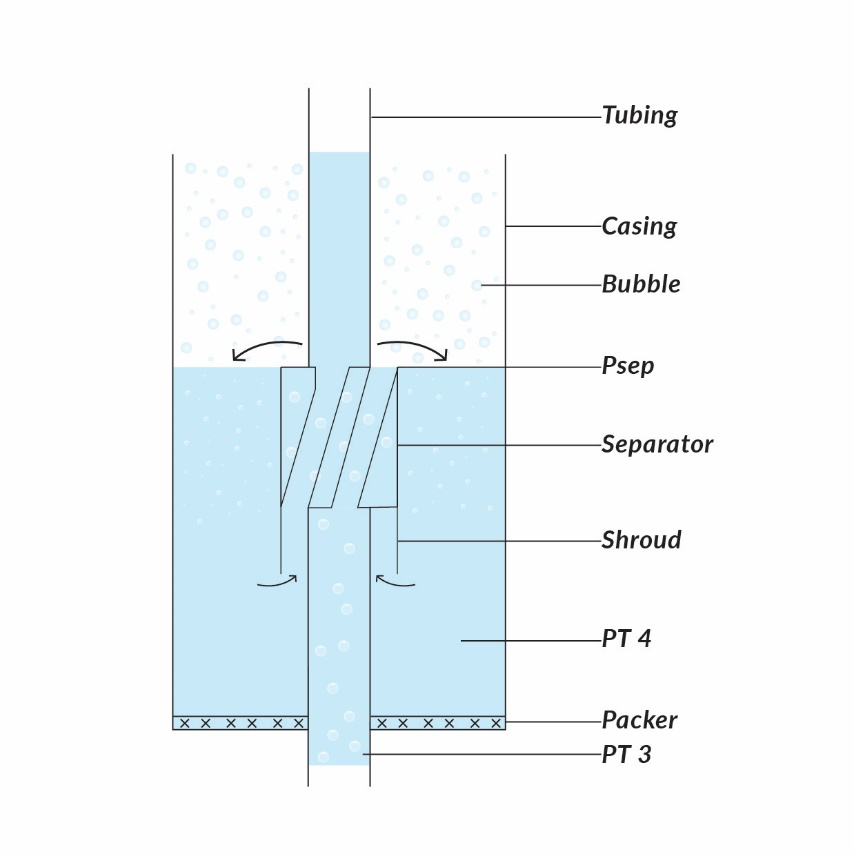 Tubing
Casing
Bubble
Psep
Separator
Shroud
PT 4
Packer
PT 3